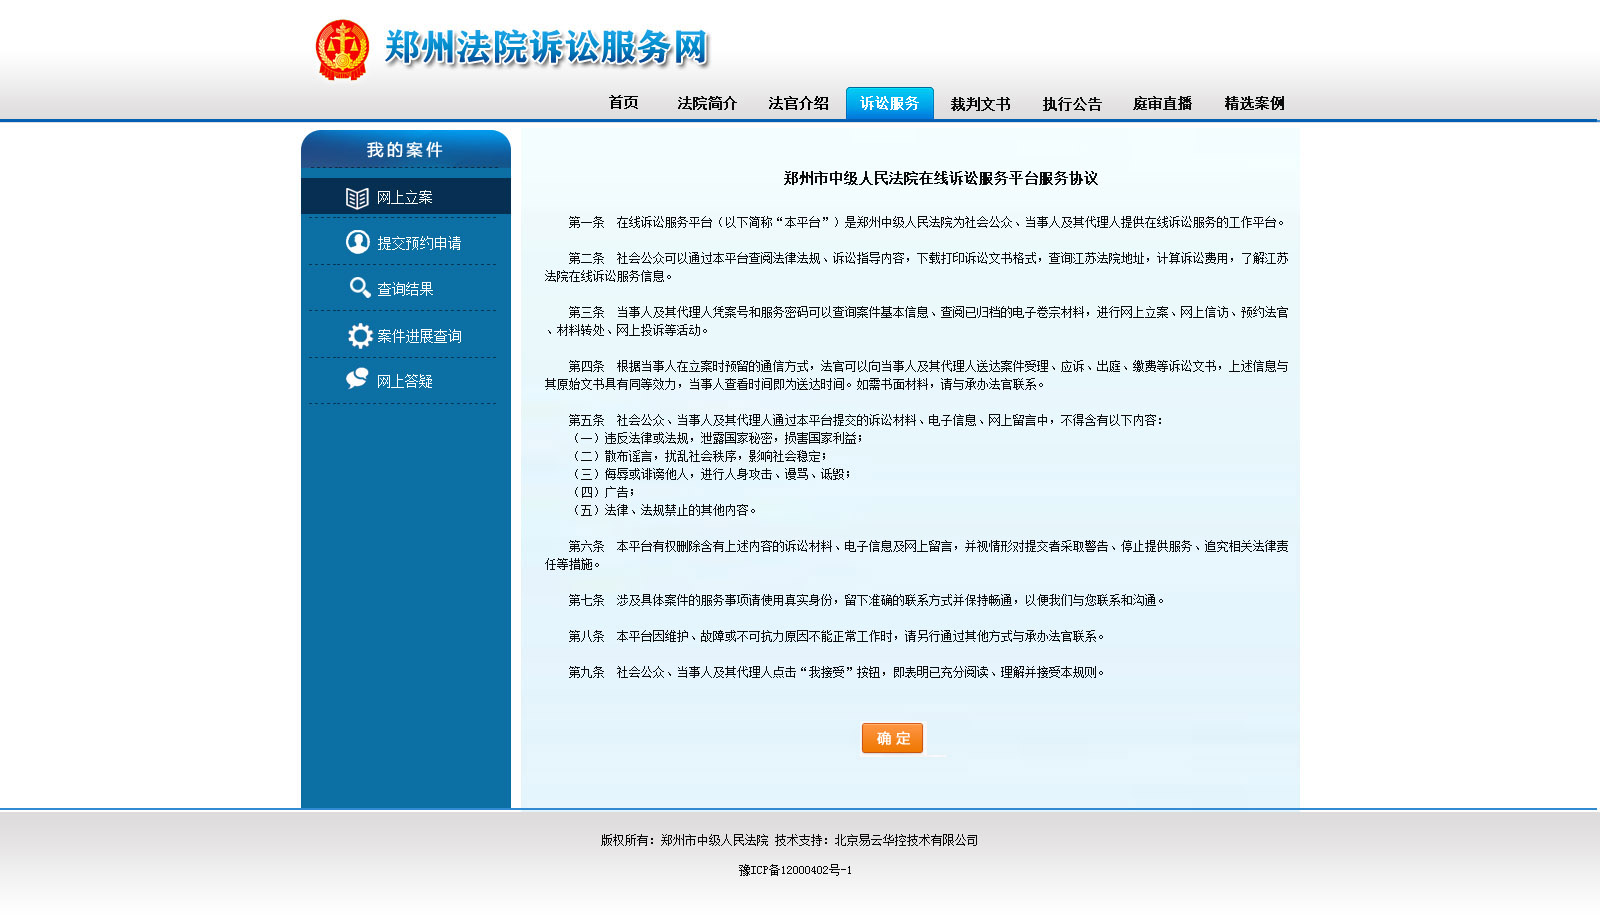 郑州法院诉讼服务网
首页 法院简介 法官介绍 诉讼服务 裁判文书 执行公告 庭审直播 精选案例
我的案件
网上立案
提交预约申请
查询结果
案件进展查询
网上答疑
郑州市中级人民法院在线诉讼服务平台服务协议
第一条 在线诉讼服务平台（以下简称“本平台”）是郑州中级人民法院为社会公众、当事人及其代理人提供在线诉讼服务的工作平台。
第二条 社会公众可以通过本平台查阅法律法规、诉讼指导内容，下载打印诉讼文书格式，查询江苏法院地址，计算诉讼费用，了解江苏
法院在线诉讼服务信息。
第三条 当事人及其代理人凭案号和服务密码可以查询案件基本信息、查阅已归档的电子卷宗材料，进行网上立案、网上信访、预约法官
、材料转处、网上投诉等活动。
第四条 根据当事人在立案时预留的通信方式，法官可以向当事人及其代理人送达案件受理、应诉、出庭、缴费等诉讼文书，上述信息与
其原始文书具有同等效力，当事人查看时间即为送达时间。如需书面材料，请与承办法官联系。
第五条 社会公众、当事人及其代理人通过本平台提交的诉讼材料、电子信息、网上留言中，不得含有以下内容：
（一）违反法律或法规，泄露国家秘密，损害国家利益；
（二）散布谣言，扰乱社会秩序，影响社会稳定；
（三）侮辱或诽谤他人，进行人身攻击、谩骂、诋毁；
（四）广告；
（五）法律、法规禁止的其他内容。
第六条 本平台有权删除含有上述内容的诉讼材料、电子信息及网上留言，并视情形对提交者采取警告、停止提供服务、追究相关法律责
任等措施。
第七条 涉及具体案件的服务事项请使用真实身份，留下准确的联系方式并保持畅通，以便我们与您联系和沟通。
第八条 本平台因维护、故障或不可抗力原因不能正常工作时，请另行通过其他方式与承办法官联系。
第九条 社会公众、当事人及其代理人点击“我接受”按钮，即表明已充分阅读、理解并接受本规则。
确定
版权所有：郑州市中级人民法院 技术支持：北京易云华控技术有限公司
豫ICP备12000402号-1